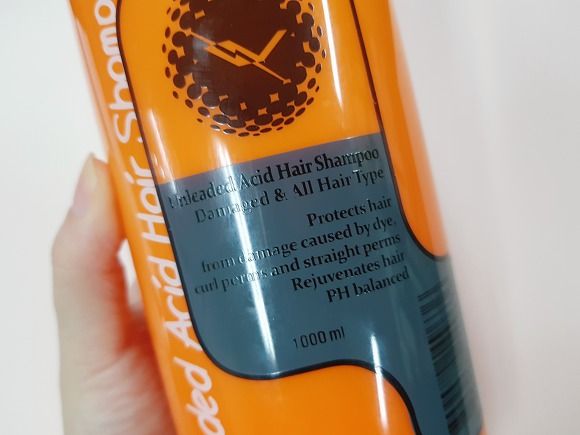 Unleaded Acid Hair Shampoo
Damaged & All Hair Type
Protects hair
from damage caused by dye,
curl perms and straight perms
Rejuvenates hair
PH balanced
1000 ml
ded Acid Hair Shampo